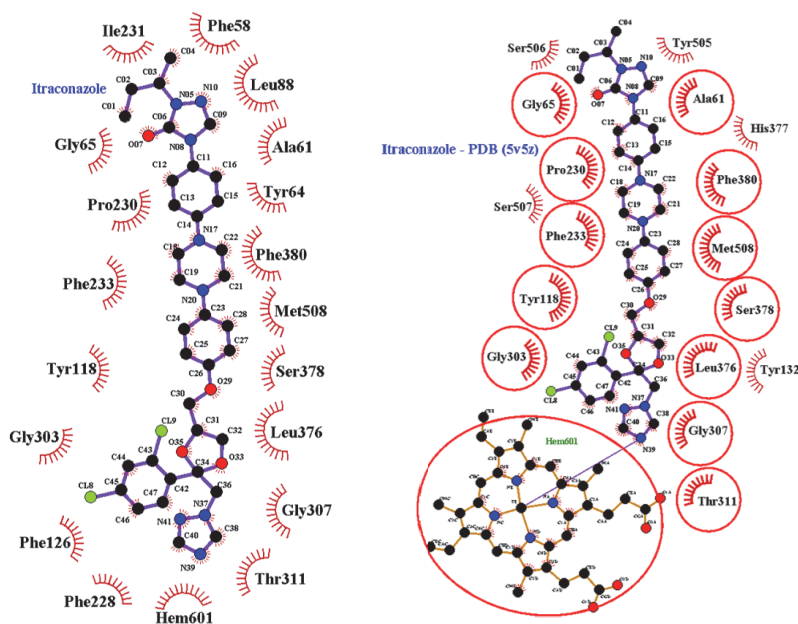 Ile231
Phe58
C04
Itraconazole
C02
C03
Leu88
N05
N10
C01
C06
C09
Gly65
O07
N08
Ala61
C11
C12
C16
C13
C15
Tyr64
Pro230
C14
N17
C18
C22
Phe380
C19
C21
Phe233
N20
C23
Met508
C24
C28
C25
C27
Tyr118
C26
O29
Ser378
C30
CL9
C31
C32
Leu376
Gly303
C44
C43
O35
C34
O33
C45
C42
C36
CL8
C47
N37
C46
N41
C38
Gly307
C40
Phe126
N39
Thr311
Phe228
Hem601
C04
Ser506
C02
C03
Tyr505
N05
N10
C01
C06
C09
Gly65
O07
N08
Ala61
C11
C12
C16
His377
Itraconazole - PDB (5v5z)
C13
C15
C14
Pro230
N17
Phe380
C18
C22
Ser507
C19
C21
N20
Phe233
C23
Met508
C24
C28
C25
C27
C26
Tyr118
O29
Ser378
C30
CL9
C31
C32
Gly303
C43
O35
O33
C44
C34
Leu376
Tyr132
C45
C42
C36
CL8
C47
N37
C46
N41
C38
C40
Gly307
N39
Hem601
Thr311